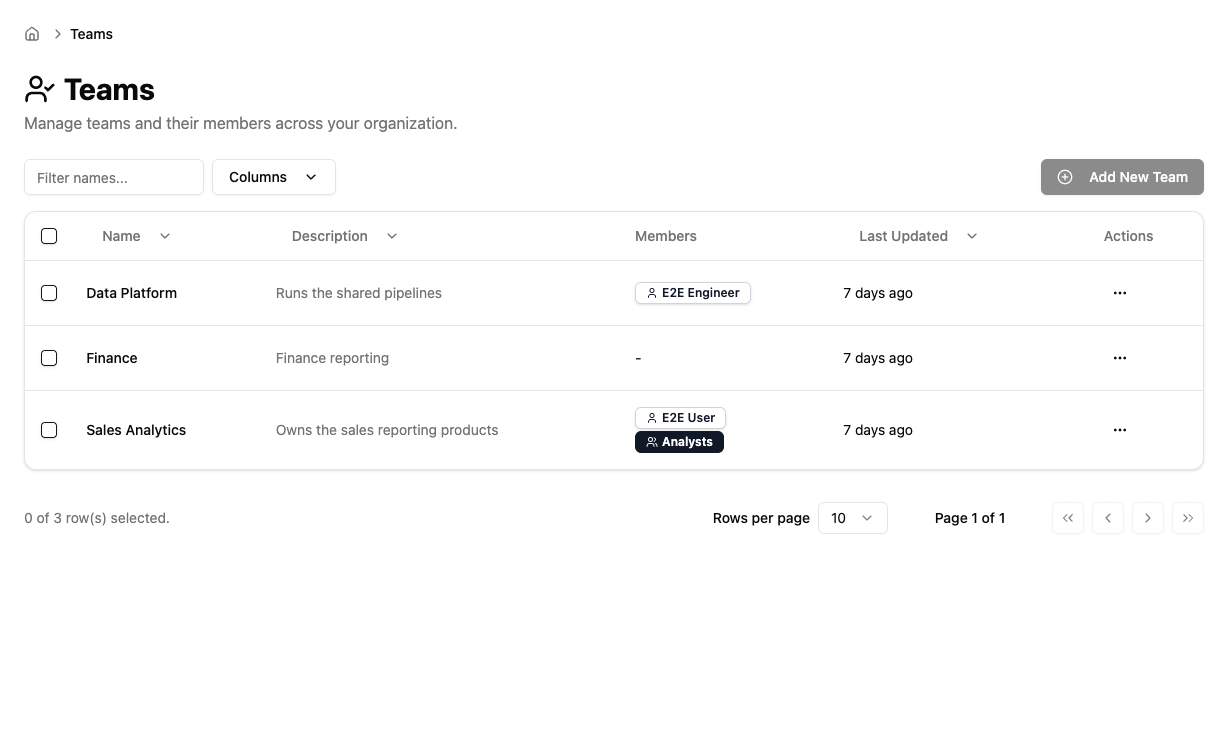 Teams
Teams
Manage teams and their members across your organization.
Filter names...
Columns
Add New Team
Name Description Members Last Updated Actions
Data Platform Runs the shared pipelines E2E Engineer 7 days ago
Finance Finance reporting - 7 days ago
Sales Analytics Owns the sales reporting products E2E User 7 days ago
Analysts
0 of 3 row(s) selected. Rows per page 10 Page 1 of 1